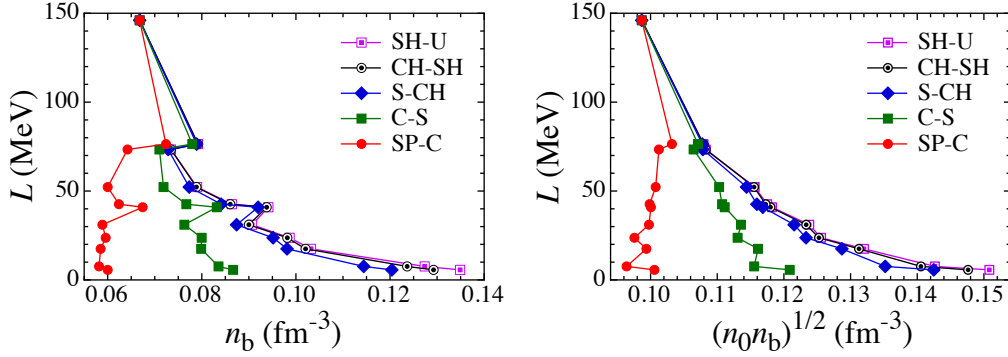 150
100
50
0
L (MeV)
0.06 0.08 0.10 0.12 0.14
n_b (fm^-3)
SH-U
CH-SH
S-CH
C-S
SP-C
150
100
50
0
L (MeV)
0.10 0.11 0.12 0.13 0.14 0.15
(n_0n_b)^1/2 (fm^-3)
SH-U
CH-SH
S-CH
C-S
SP-C